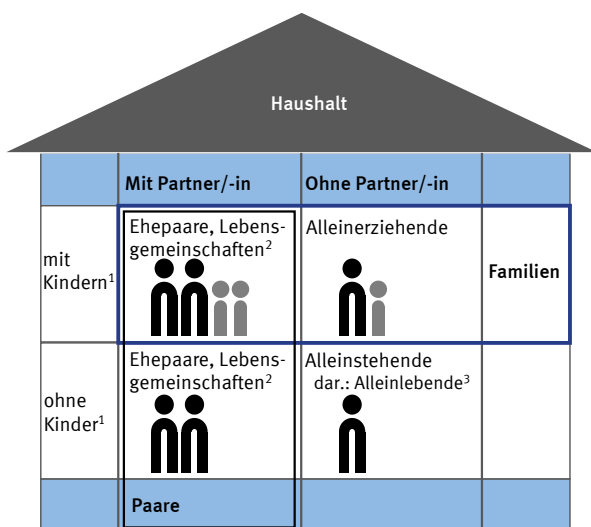 Haushalt
Mit Partner/-in
Ohne Partner/-in
mit
Kindern¹
Ehepaare, Lebens-
gemeinschaften²
Alleinerziehende
Familien
ohne
Kinder¹
Ehepaare, Lebens-
gemeinschaften²
Alleinstehende
dar.: Alleinlebende³
Paare